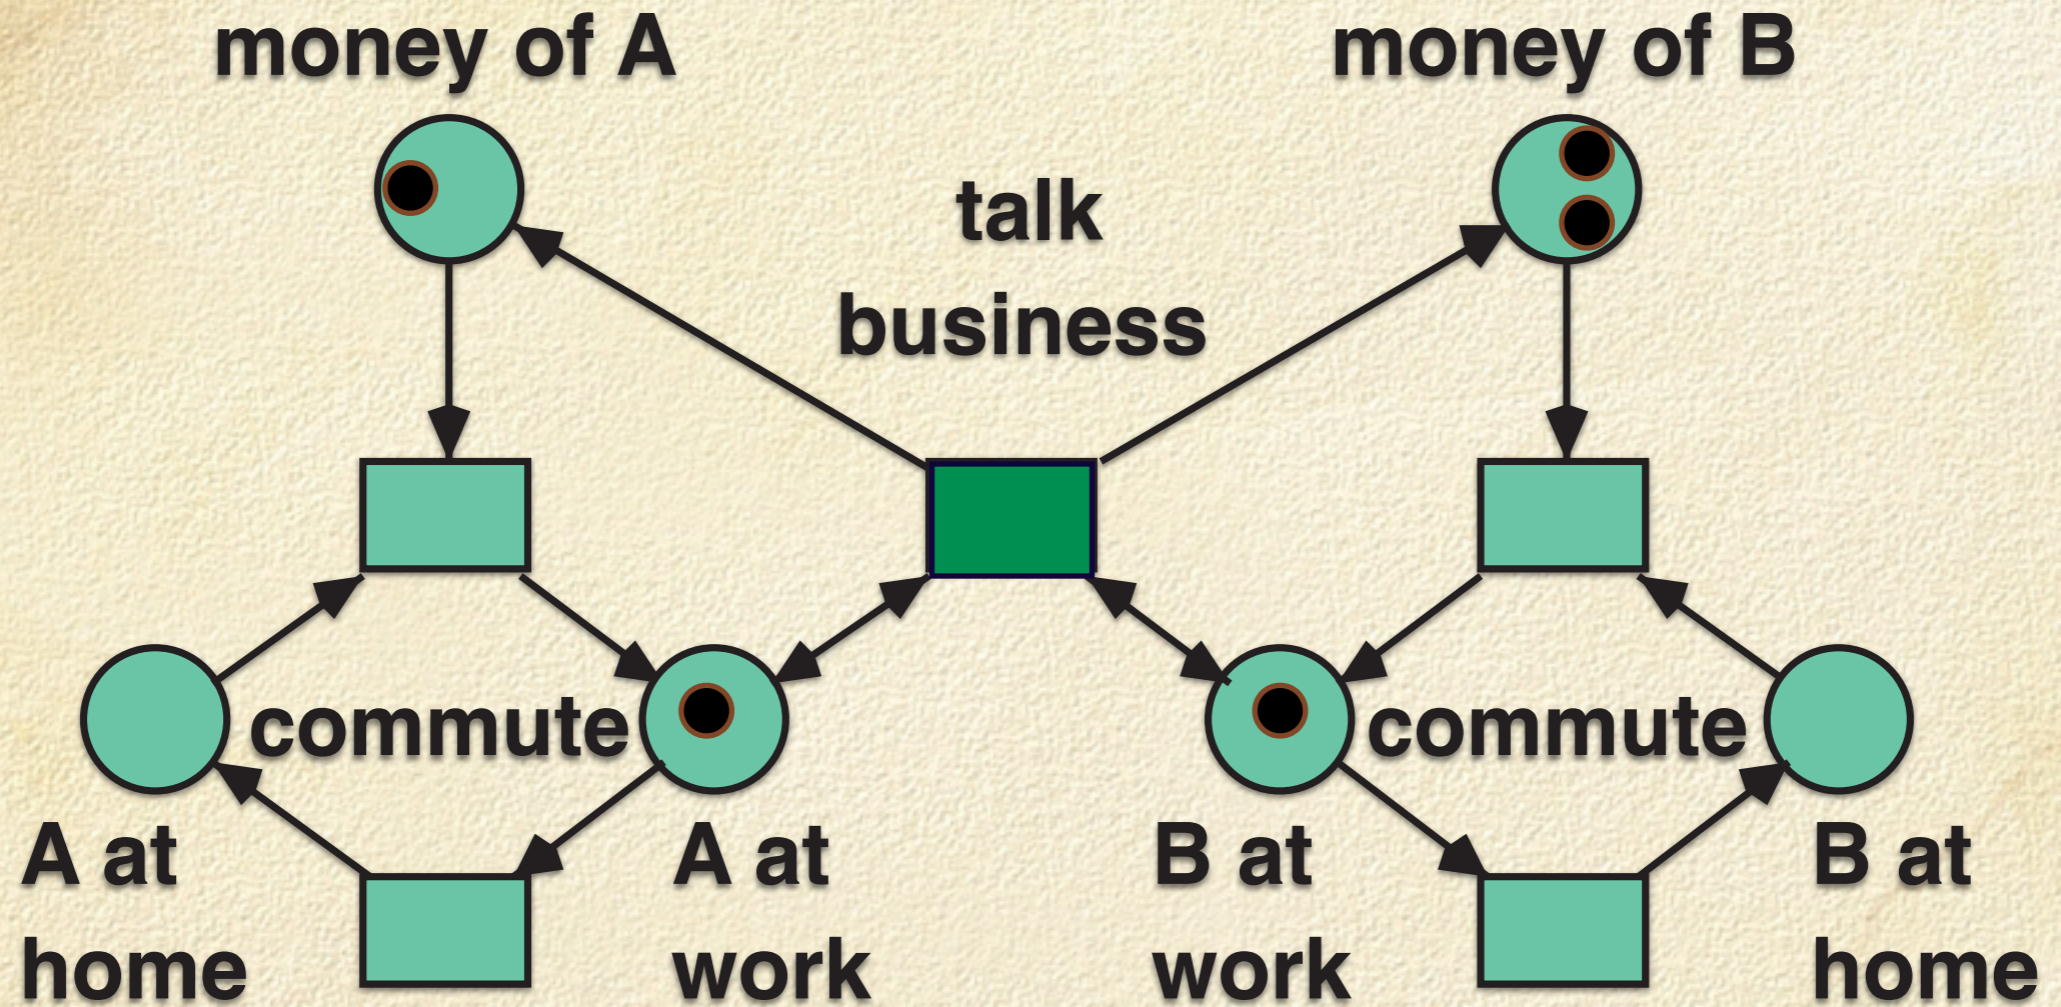 money of A
money of B
talk
business
commute
commute
A at
home
A at
work
B at
work
B at
home